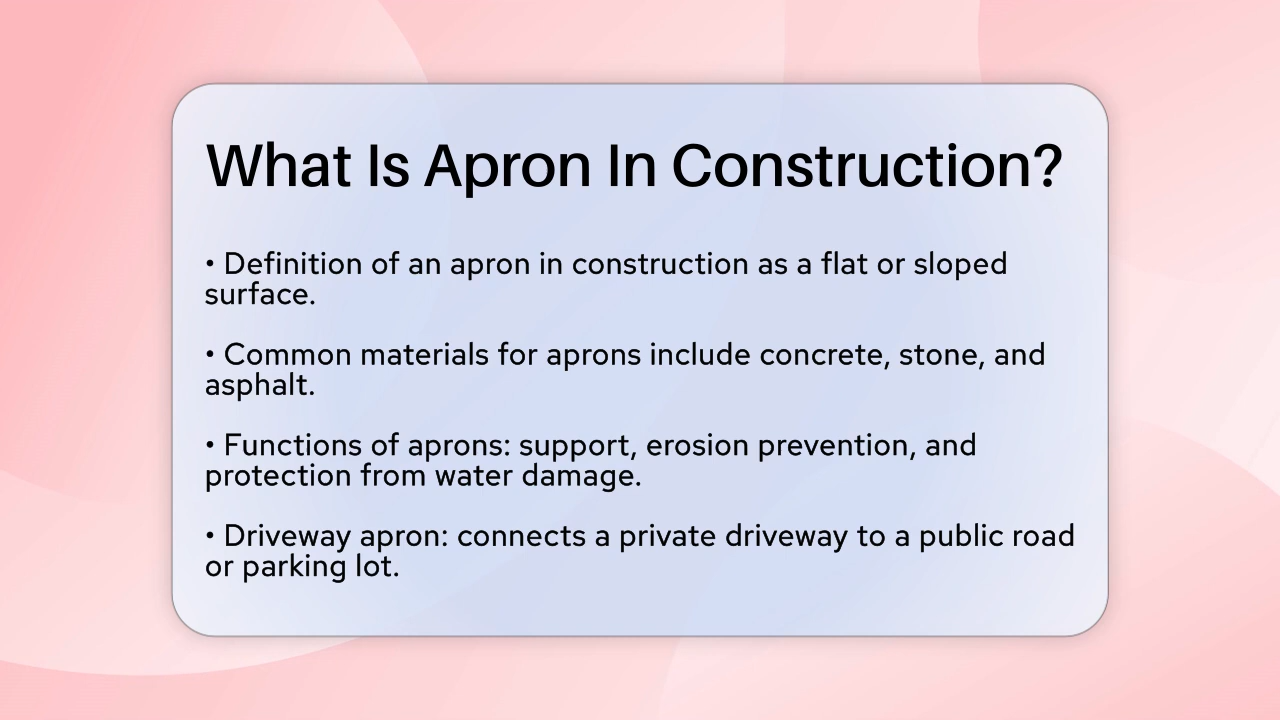 What Is Apron In Construction?
• Definition of an apron in construction as a flat or sloped
surface.
• Common materials for aprons include concrete, stone, and
asphalt.
• Functions of aprons: support, erosion prevention, and
protection from water damage.
• Driveway apron: connects a private driveway to a public road
or parking lot.